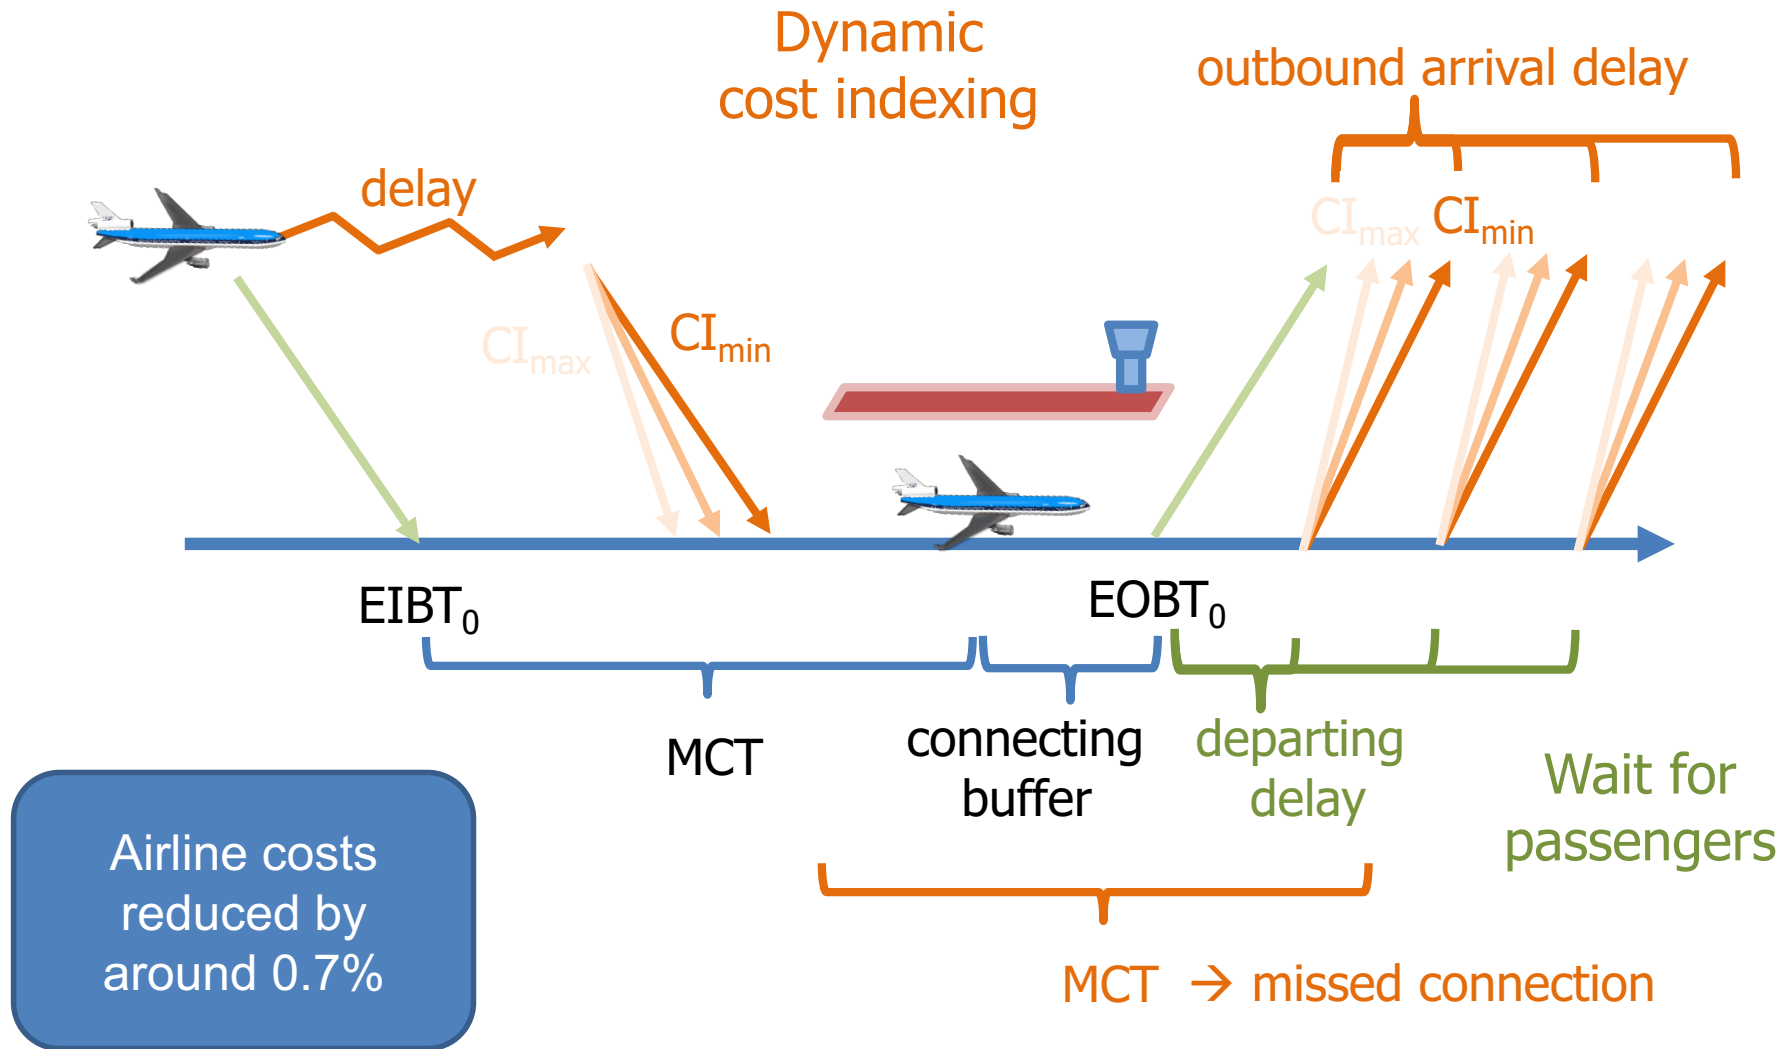 Dynamic
cost indexing
outbound arrival delay
delay
CImax
CImin
CImax
CImin
EIBT0
EOBT0
MCT
connecting
buffer
departing
delay
Wait for
passengers
Airline costs
reduced by
around 0.7%
MCT → missed connection